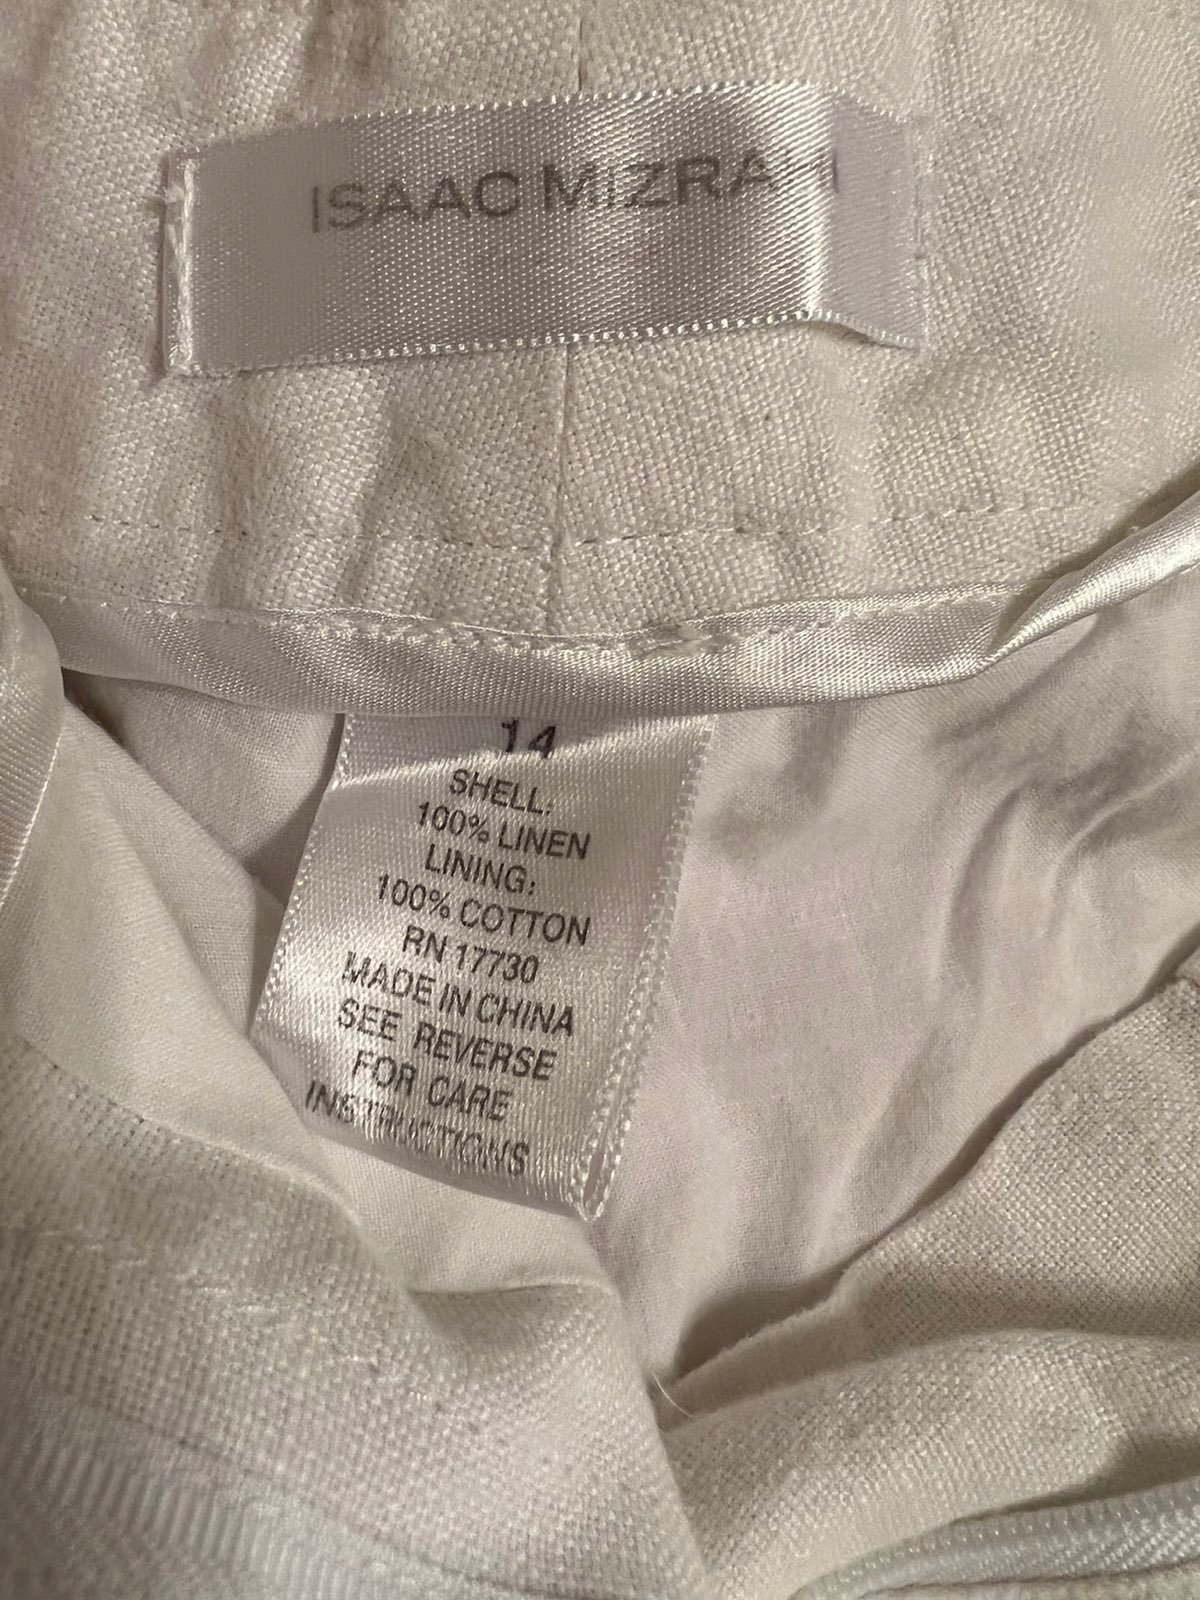 ISAAC MIZRAHI
14
SHELL:
100% LINEN
LINING:
100% COTTON
RN 17730
MADE IN CHINA
SEE REVERSE
FOR CARE
INSTRUCTIONS